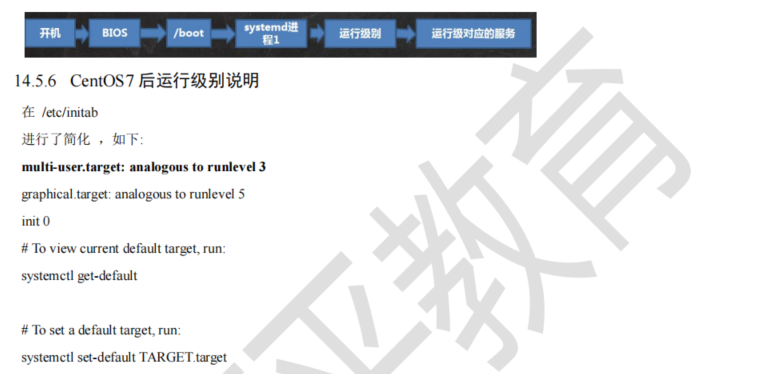 开机
BIOS
/boot
systemd进
程1
运行级别
运行级对应的服务
14.5.6 CentOS7 后运行级别说明
在 /etc/initab
进行了简化 ，如下:
multi-user.target: analogous to runlevel 3
graphical.target: analogous to runlevel 5
init 0
# To view current default target, run:
systemctl get-default
# To set a default target, run:
systemctl set-default TARGET.target
平教育